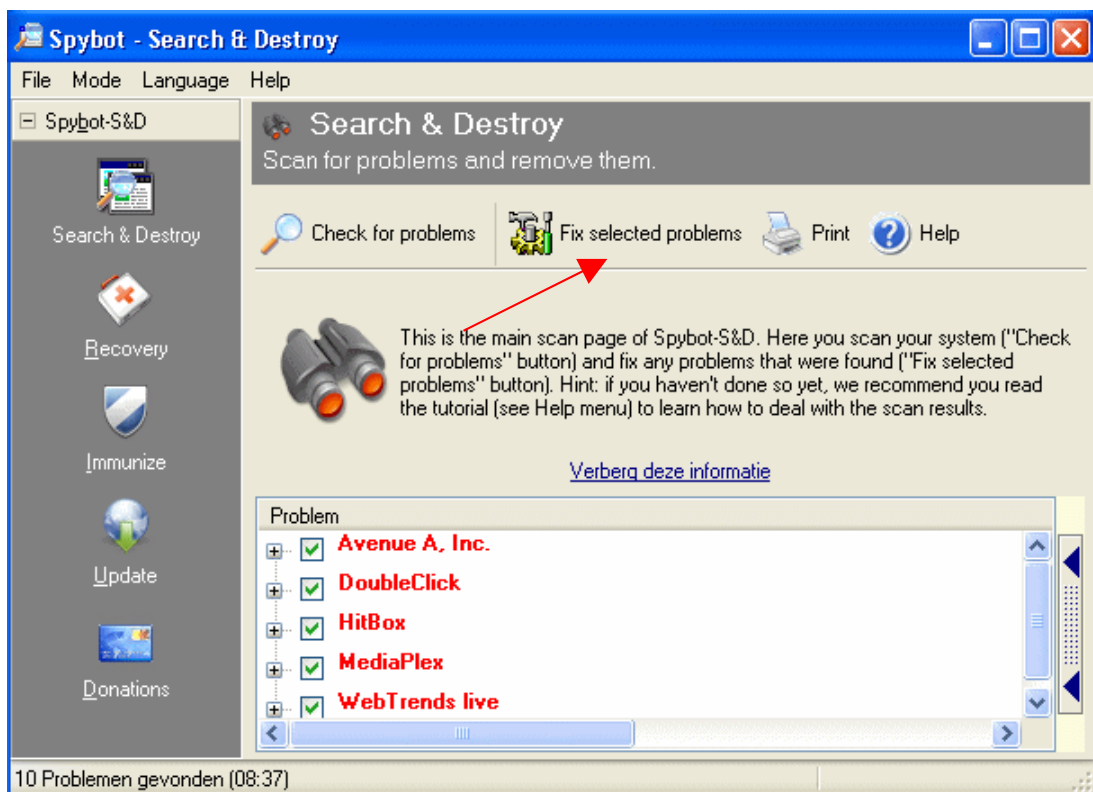 Spybot - Search & Destroy
File Mode Language Help
Spybot-S&D
Search & Destroy
Recovery
Immunize
Update
Donations
Search & Destroy
Scan for problems and remove them.
Check for problems Fix selected problems Print Help
This is the main scan page of Spybot-S&D. Here you scan your system ("Check
for problems" button) and fix any problems that were found ("Fix selected
problems" button). Hint: if you haven't done so yet, we recommend you read
the tutorial (see Help menu) to learn how to deal with the scan results.
Verberg deze informatie
Problem
Avenue A, Inc.
DoubleClick
HitBox
MediaPlex
WebTrends live
10 Problemen gevonden (08:37)